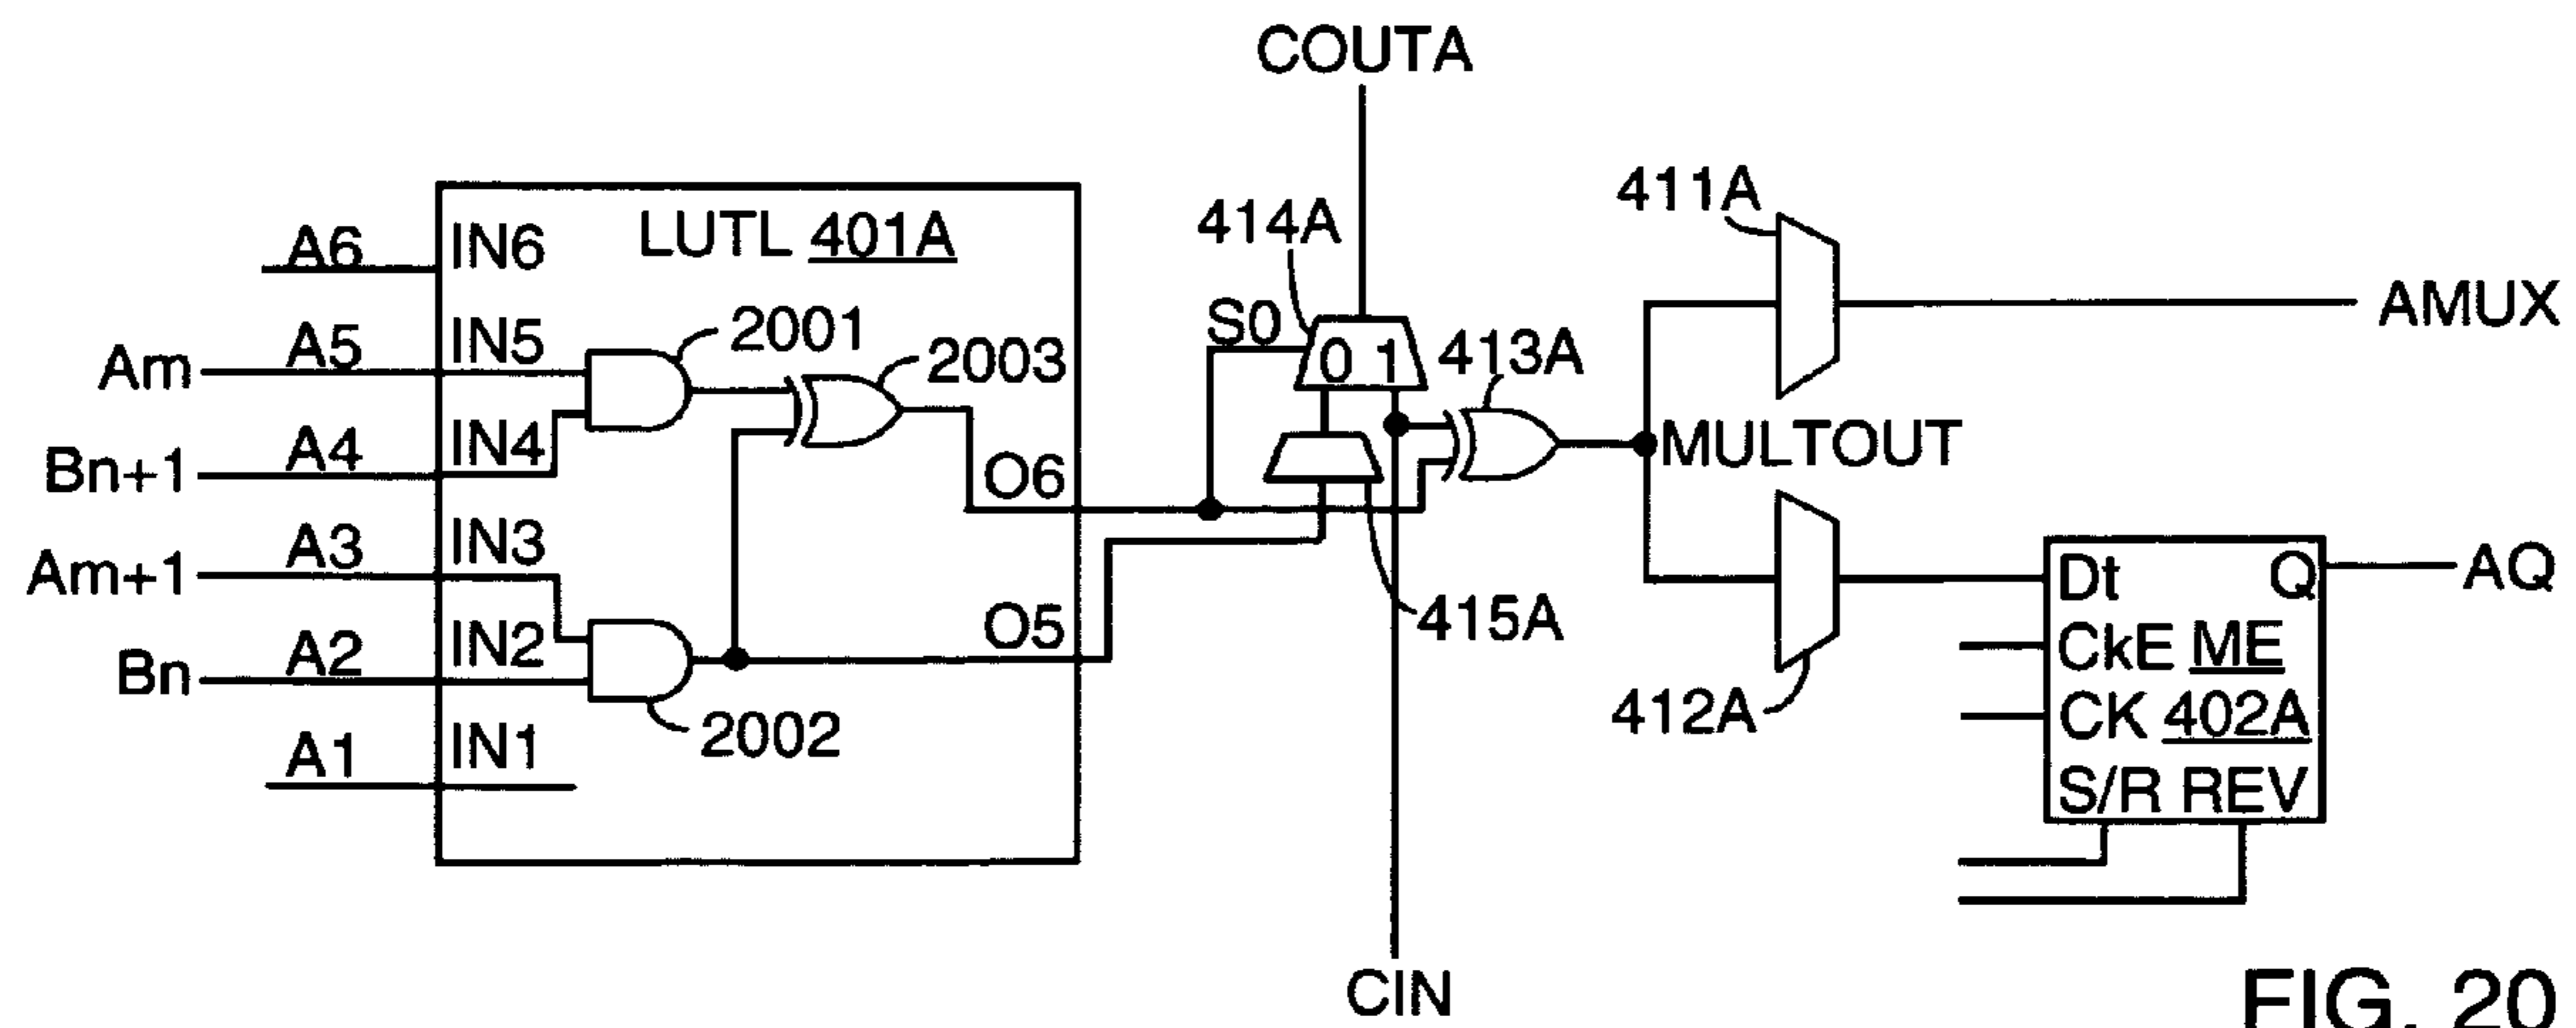 COUTA
411A
414A
LUTL 401A
A6 IN6
S0
AMUX
2001
A5 IN5
Am
2003
0 1
413A
A4 IN4
Bn+1
MULTOUT
O6
A3 IN3
Am+1
Dt Q
AQ
415A
O5
A2 IN2
Bn
CkE ME
2002
412A
CK 402A
A1 IN1
S/R REV
CIN
FIG. 20